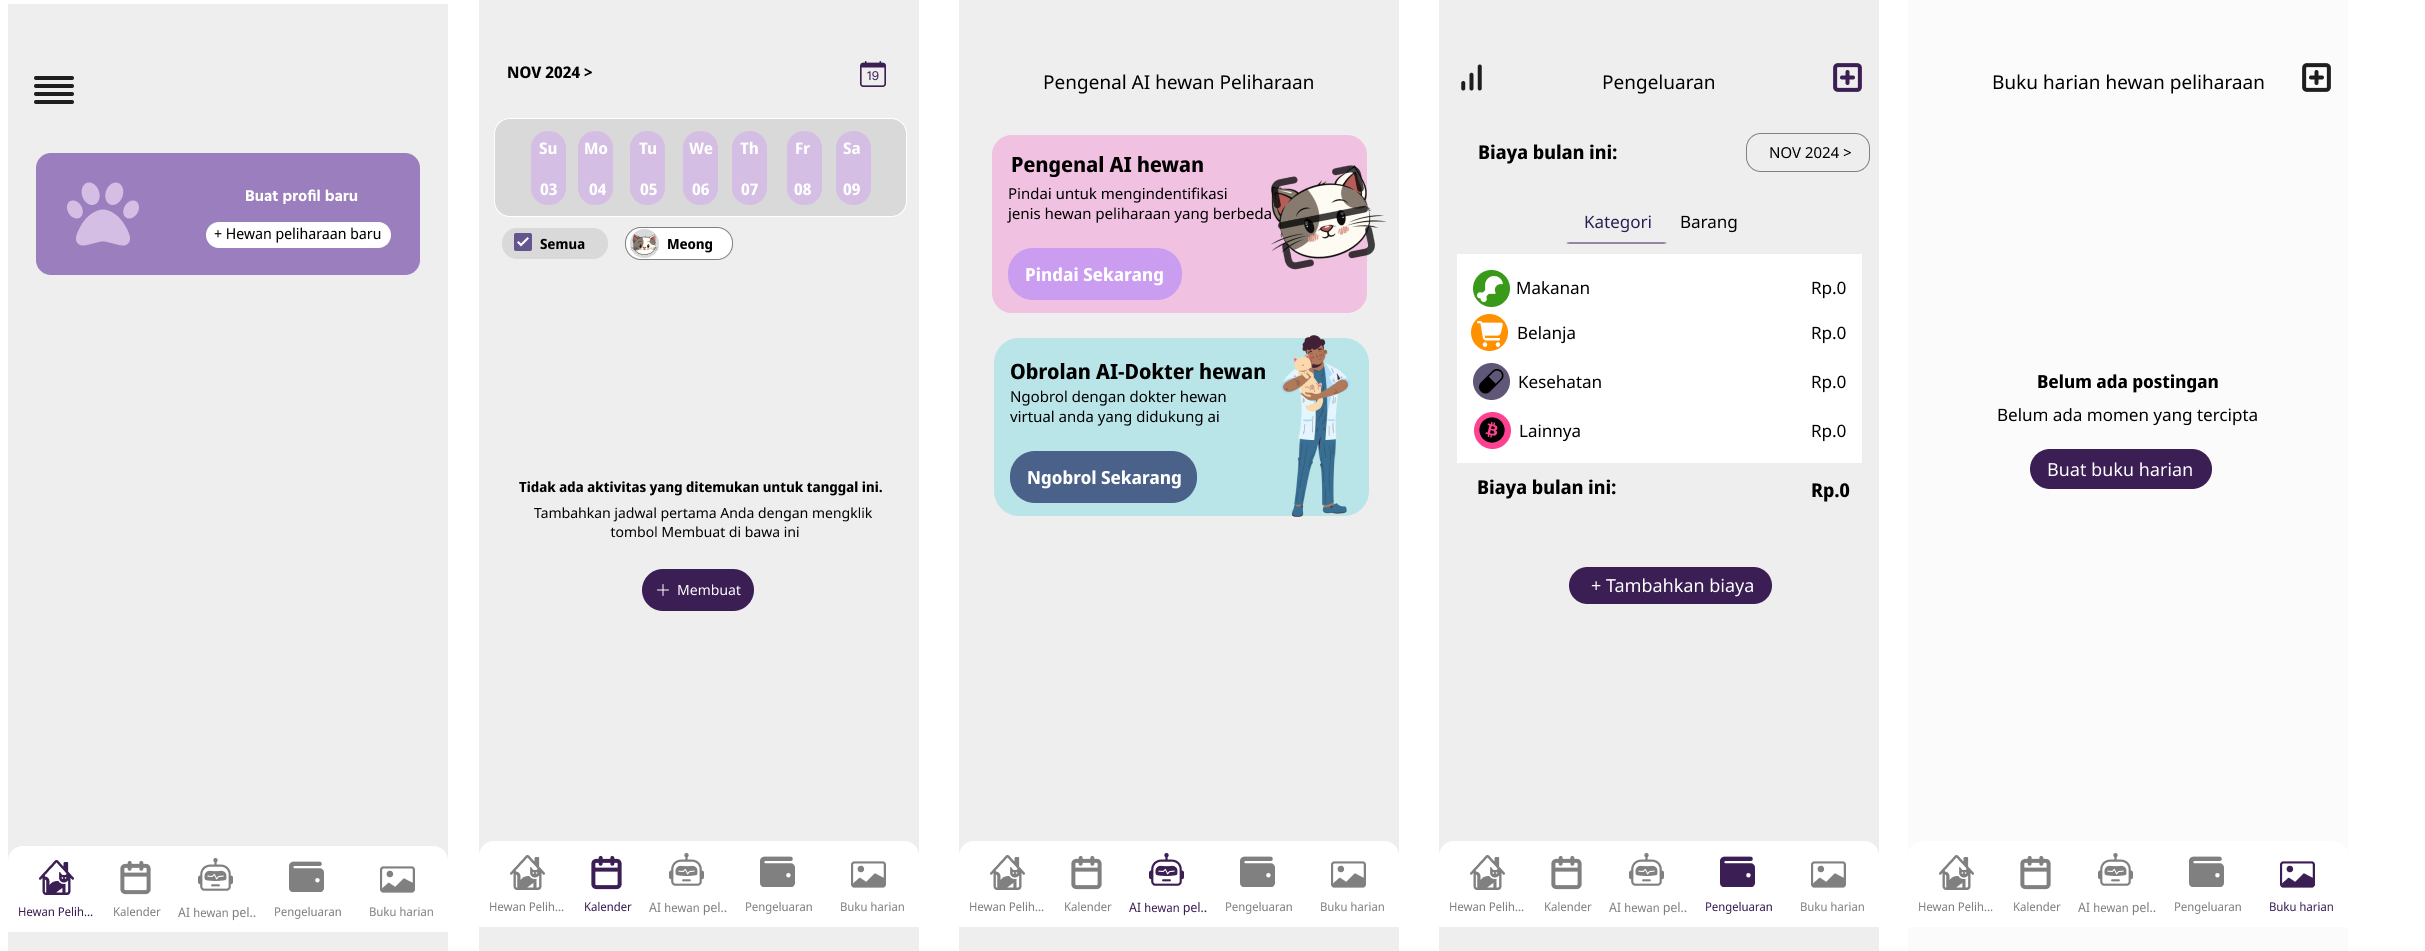 Buat profil baru
+ Hewan peliharaan baru
Hewan Pelih...
Kalender
AI hewan pel..
Pengeluaran
Buku harian
NOV 2024 >
19
Su Mo Tu We Th Fr Sa
03 04 05 06 07 08 09
Semua
Meong
Tidak ada aktivitas yang ditemukan untuk tanggal ini.
Tambahkan jadwal pertama Anda dengan mengklik
tombol Membuat di bawa ini
+ Membuat
Hewan Pelih...
Kalender
AI hewan pel..
Pengeluaran
Buku harian
Pengenal AI hewan Peliharaan
Pengenal AI hewan
Pindai untuk mengindentifikasi
jenis hewan peliharaan yang berbeda
Pindai Sekarang
Obrolan AI-Dokter hewan
Ngobrol dengan dokter hewan
virtual anda yang didukung ai
Ngobrol Sekarang
Hewan Pelih...
Kalender
AI hewan pel..
Pengeluaran
Buku harian
Pengeluaran
Biaya bulan ini:
NOV 2024 >
Kategori
Barang
Makanan Rp.0
Belanja Rp.0
Kesehatan Rp.0
Lainnya Rp.0
Biaya bulan ini: Rp.0
+ Tambahkan biaya
Hewan Pelih...
Kalender
AI hewan pel..
Pengeluaran
Buku harian
Buku harian hewan peliharaan
Belum ada postingan
Belum ada momen yang tercipta
Buat buku harian
Hewan Pelih...
Kalender
AI hewan pel..
Pengeluaran
Buku harian